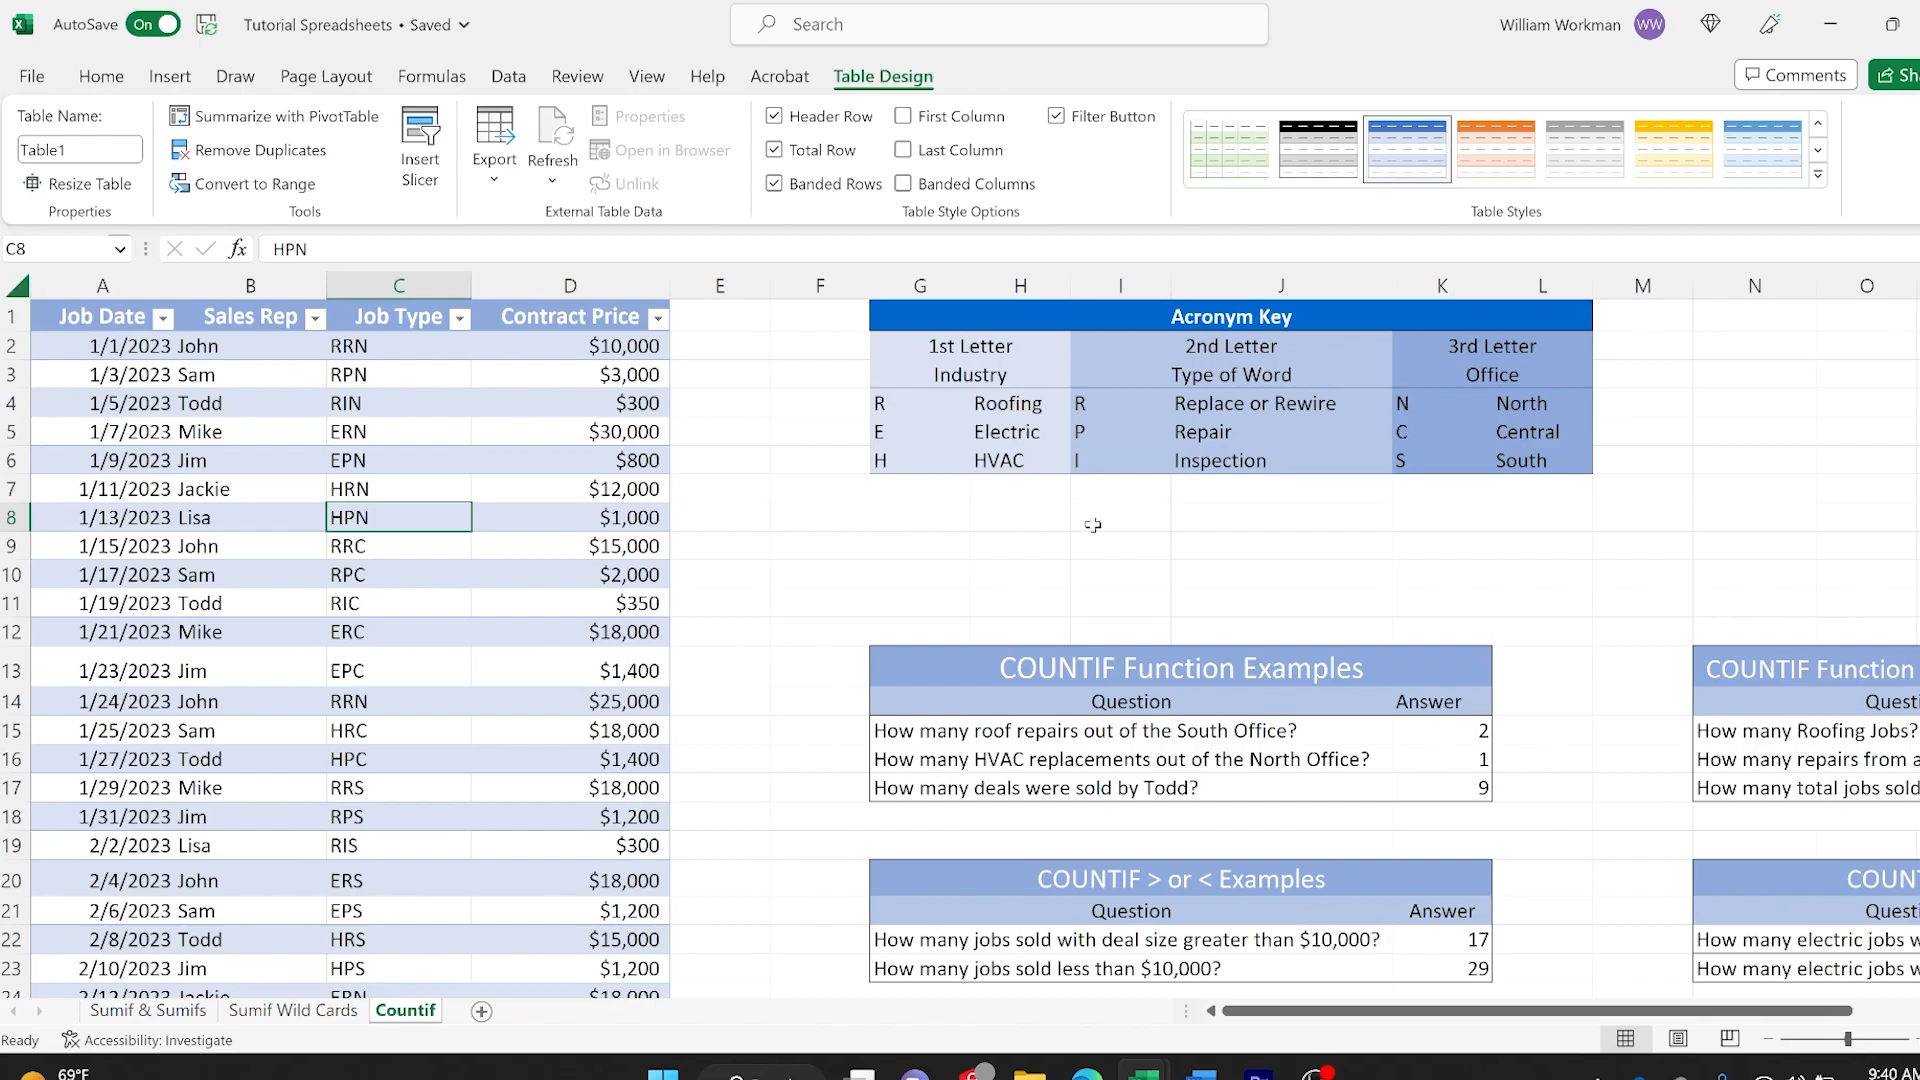 AutoSave On Tutorial Spreadsheets • Saved Search William Workman WW
File Home Insert Draw Page Layout Formulas Data Review View Help Acrobat Table Design Comments
Table Name:
Table1
Resize Table
Properties
Summarize with PivotTable
Remove Duplicates
Convert to Range
Tools
Insert
Slicer
Export
Refresh
Properties
Open in Browser
Unlink
External Table Data
Header Row First Column Filter Button
Total Row Last Column
Banded Rows Banded Columns
Table Style Options
Table Styles
C8 fx HPN
A B C D E F G H I J K L M N O
1 Job Date Sales Rep Job Type Contract Price Acronym Key
2 1/1/2023 John RRN $10,000 1st Letter 2nd Letter 3rd Letter
3 1/3/2023 Sam RPN $3,000 Industry Type of Word Office
4 1/5/2023 Todd RIN $300 R Roofing R Replace or Rewire N North
5 1/7/2023 Mike ERN $30,000 E Electric P Repair C Central
6 1/9/2023 Jim EPN $800 H HVAC I Inspection S South
7 1/11/2023 Jackie HRN $12,000
8 1/13/2023 Lisa HPN $1,000
9 1/15/2023 John RRC $15,000
10 1/17/2023 Sam RPC $2,000
11 1/19/2023 Todd RIC $350
12 1/21/2023 Mike ERC $18,000
13 1/23/2023 Jim EPC $1,400 COUNTIF Function Examples COUNTIF Function
14 1/24/2023 John RRN $25,000 Question Answer
15 1/25/2023 Sam HRC $18,000 How many roof repairs out of the South Office? 2 How many Roofing Jobs?
16 1/27/2023 Todd HPC $1,400 How many HVAC replacements out of the North Office? 1 How many repairs from
17 1/29/2023 Mike RRS $18,000 How many deals were sold by Todd? 9 How many total jobs sold
18 1/31/2023 Jim RPS $1,200
19 2/2/2023 Lisa RIS $300
20 2/4/2023 John ERS $18,000 COUNTIF > or < Examples
21 2/6/2023 Sam EPS $1,200 Question Answer
22 2/8/2023 Todd HRS $15,000 How many jobs sold with deal size greater than $10,000? 17 How many electric jobs
23 2/10/2023 Jim HPS $1,200 How many jobs sold less than $10,000? 29 How many electric jobs
24 2/12/2023 Jackie ERN $18,000
Sumif & Sumifs Sumif Wild Cards Countif
Ready Accessibility: Investigate
69°F 9:40 AM